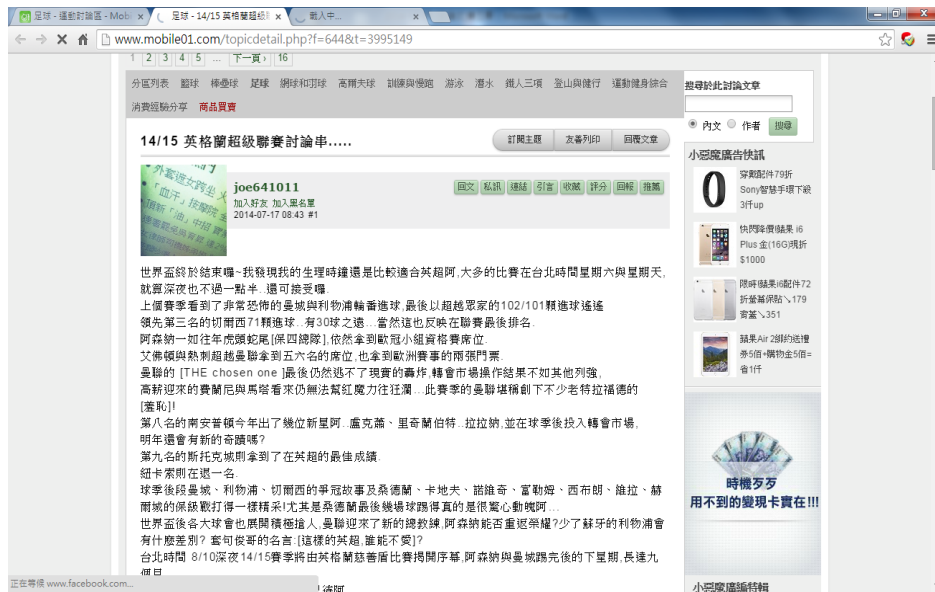 足球 - 運動討論區 - Mobi
足球 - 14/15 英格蘭超級
載入中...
www.mobile01.com/topicdetail.php?f=644&t=3995149
1 2 3 4 5 ... 下一頁› 16
分區列表 籃球 棒壘球 足球 網球和羽球 高爾夫球 訓練與慢跑 游泳 潛水 鐵人三項 登山與健行 運動健身綜合
消費經驗分享 商品買賣
14/15 英格蘭超級聯賽討論串.....
訂閱主題 友善列印 回覆文章
joe641011
回文 私訊 連結 引言 收藏 評分 回報 推薦
加入好友 加入黑名單
2014-07-17 08:43 #1
世界盃終於結束囉~我發現我的生理時鐘還是比較適合英超阿,大多的比賽在台北時間星期六與星期天,
就算深夜也不過一點半..還可接受囉.
上個賽季看到了非常恐怖的曼城與利物浦輪番進球,最後以超越眾家的102/101顆進球遙遙
領先第三名的切爾西71顆進球..有30球之遠...當然這也反映在聯賽最後排名.
阿森納一如往年虎頭蛇尾[保四總隊],依然拿到歐冠小組資格賽席位.
艾佛頓與熱刺超越曼聯拿到五六名的席位,也拿到歐洲賽事的兩張門票.
曼聯的 [THE chosen one ]最後仍然逃不了現實的轟炸,轉會市場操作結果不如其他列強,
高薪迎來的費蘭尼與馬塔看來仍無法幫紅魔力往狂瀾...此賽季的曼聯堪稱創下不少老特拉福德的
[羞恥]!
第八名的南安普頓今年出了幾位新星阿..盧克蕭、里奇蘭伯特..拉拉納,並在球季後投入轉會市場,
明年還會有新的奇蹟嗎?
第九名的斯托克城則拿到了在英超的最佳成績.
紐卡索則在退一名.
球季後段曼城、利物浦、切爾西的爭冠故事及桑德蘭、卡地夫、諾維奇、富勒姆、西布朗、維拉、赫
爾城的保級戰打得一樣精采!尤其是桑德蘭最後幾場球踢得真的是很驚心動魄阿...
世界盃後各大球會也展開積極搶人,曼聯迎來了新的總教練,阿森納能否重返榮耀?少了蘇牙的利物浦會
有什麼差別? 套句俊哥的名言:[這樣的英超,誰能不愛]?
台北時間 8/10深夜14/15賽季將由英格蘭慈善盾比賽揭開序幕,阿森納與曼城踢完後的下星期,長達九
個月
搜尋於此討論文章
內文 作者 搜尋
小惡魔廣告快訊
穿戴配件79折
Sony智慧手環下殺
3仟up
快閃降價!蘋果 i6
Plus 金(16G)現折
$1000
限時!蘋果i6配件72
折螢幕保貼↘179
背蓋↘351
蘋果Air 2綁約送禮
券5佰+購物金5佰=
省1仟
時機歹歹
用不到的變現卡實在!!!
小惡魔廣編特輯
正在等候 www.facebook.com...